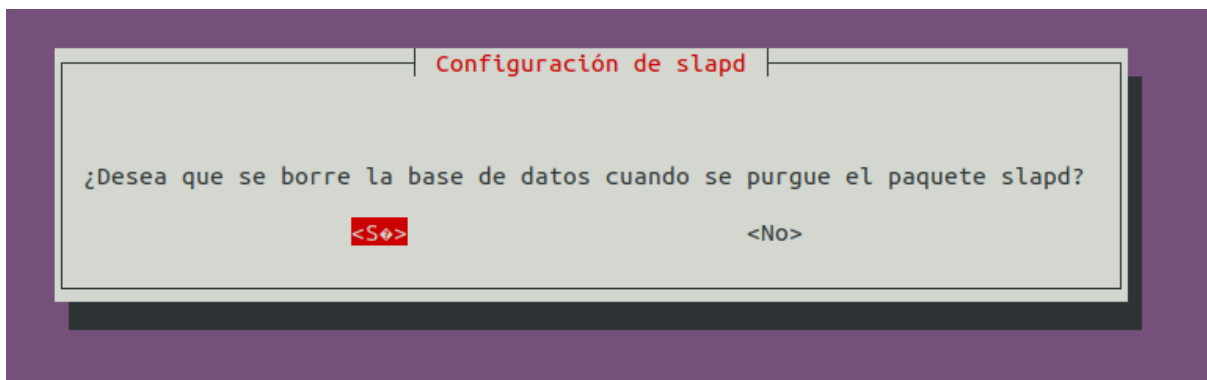 Configuración de slapd
¿Desea que se borre la base de datos cuando se purgue el paquete slapd?
<S�> <No>